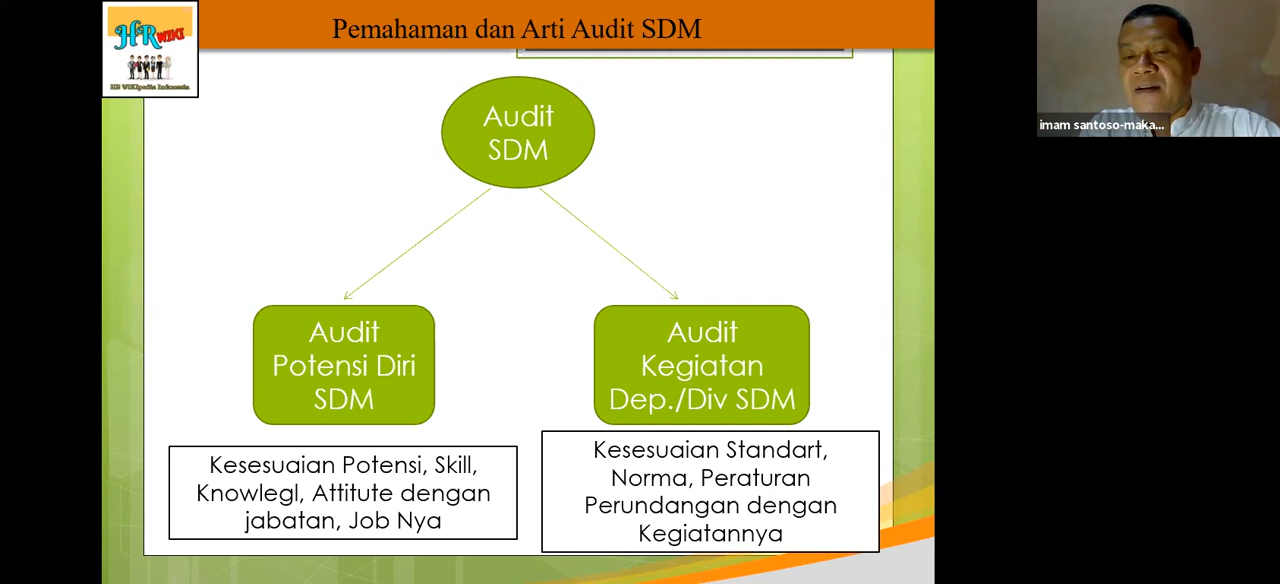 Pemahaman dan Arti Audit SDM
HRWIKI
HR WIKIpedia Indonesia
imam santoso-maka...
Audit
SDM
Audit
Potensi Diri
SDM
Audit
Kegiatan
Dep./Div SDM
Kesesuaian Potensi, Skill,
Knowlegl, Attitute dengan
jabatan, Job Nya
Kesesuaian Standart,
Norma, Peraturan
Perundangan dengan
Kegiatannya